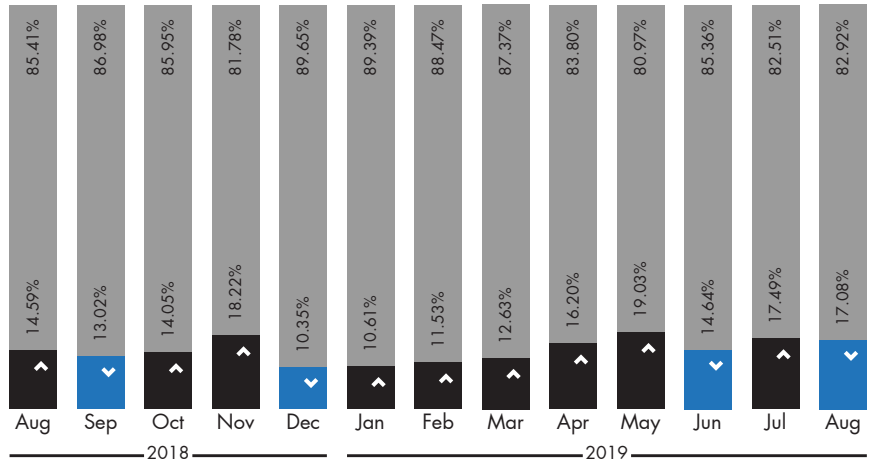 85.41% 86.98% 85.95% 81.78% 89.65% 89.39% 88.47% 87.37% 83.80% 80.97% 85.36% 82.51% 82.92%
14.59% 13.02% 14.05% 18.22% 10.35% 10.61% 11.53% 12.63% 16.20% 19.03% 14.64% 17.49% 17.08%
Aug Sep Oct Nov Dec Jan Feb Mar Apr May Jun Jul Aug
2018 2019